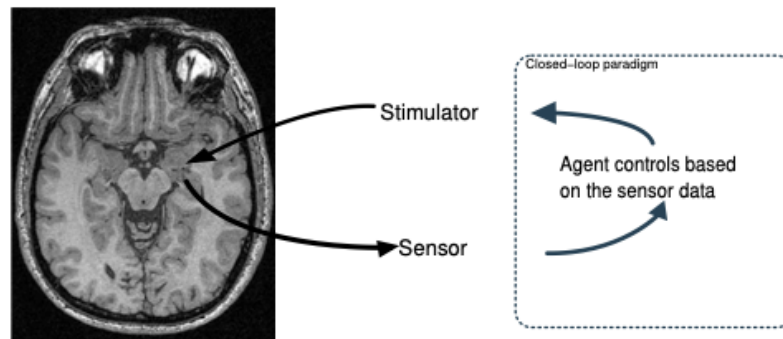 Closed–loop paradigm
Stimulator
Agent controls based
on the sensor data
Sensor